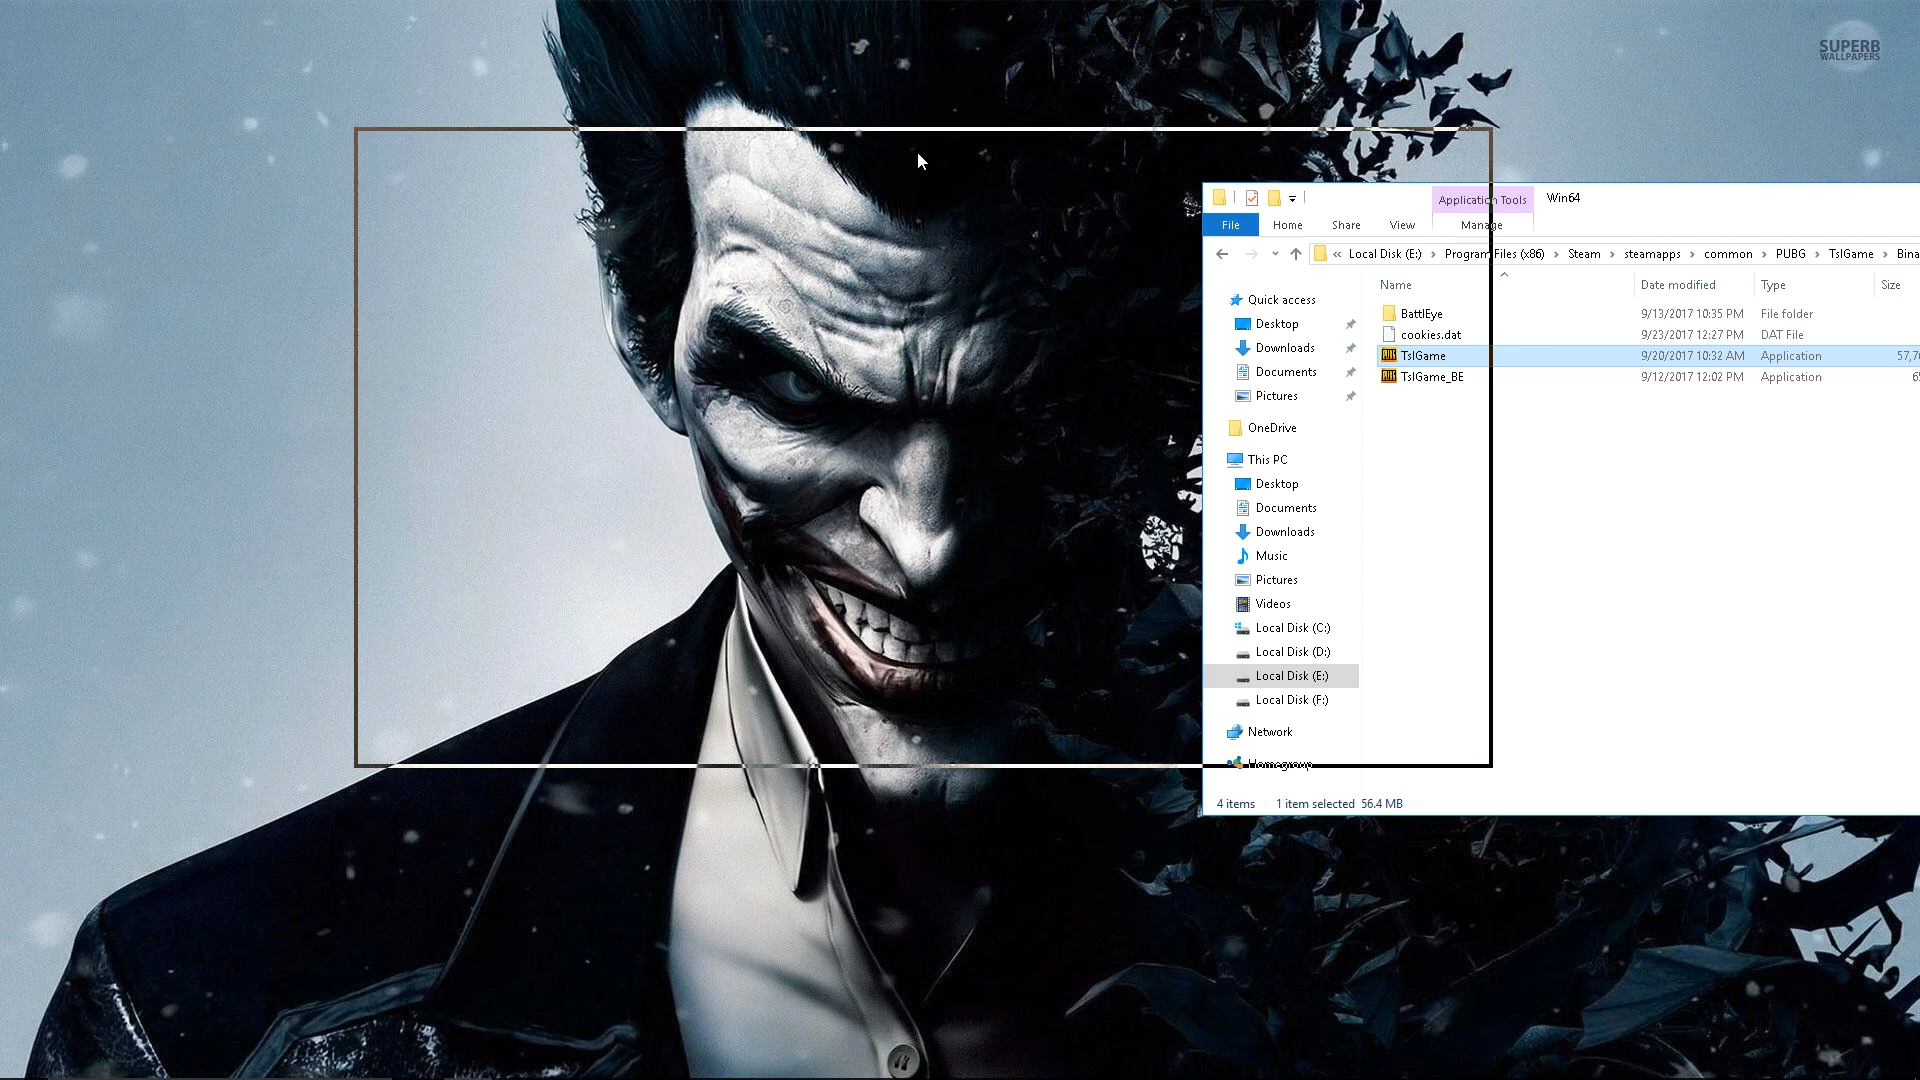 SUPERB
WALLPAPERS
Application Tools
Win64
File
Home
Share
View
Manage
« Local Disk (E:) > Program Files (x86) > Steam > steamapps > common > PUBG > TslGame >
Name
Date modified
Type
Size
Quick access
Desktop
Downloads
Documents
Pictures
OneDrive
This PC
Desktop
Documents
Downloads
Music
Pictures
Videos
Local Disk (C:)
Local Disk (D:)
Local Disk (E:)
Local Disk (F:)
Network
Homegroup
BattlEye 9/13/2017 10:35 PM File folder
cookies.dat 9/23/2017 12:27 PM DAT File
TslGame 9/20/2017 10:32 AM Application
TslGame_BE 9/12/2017 12:02 PM Application
4 items 1 item selected 56.4 MB